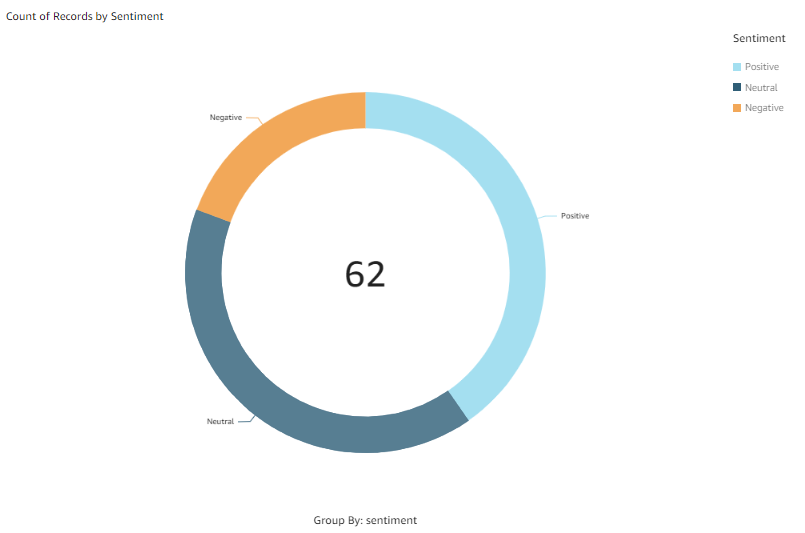 Count of Records by Sentiment
Sentiment
Positive
Neutral
Negative
Negative
Positive
62
Neutral
Group By: sentiment